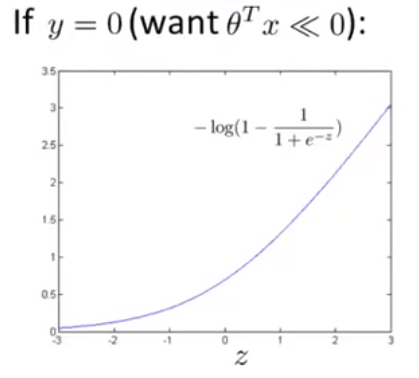 If y = 0 (want θᵀx ≪ 0):
3.5
3
2.5
2
1.5
1
0.5
0
− log(1 − 1/(1 + e⁻ᶻ))
-3 -2 -1 0 1 2 3
z